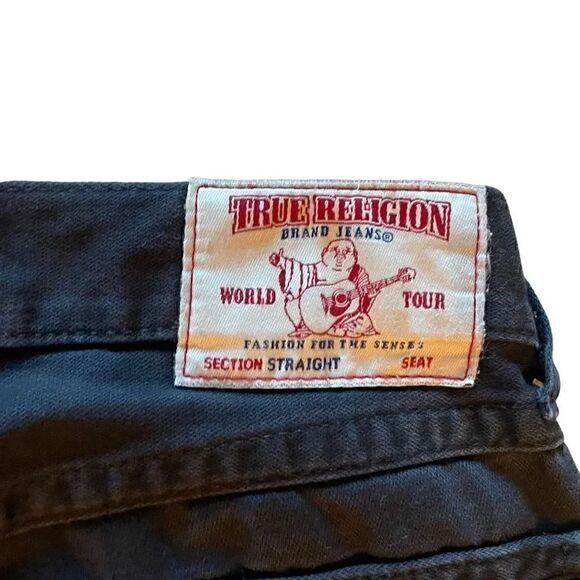 TRUE RELIGION
BRAND JEANS®
WORLD TOUR
FASHION FOR THE SENSES
SECTION STRAIGHT SEAT